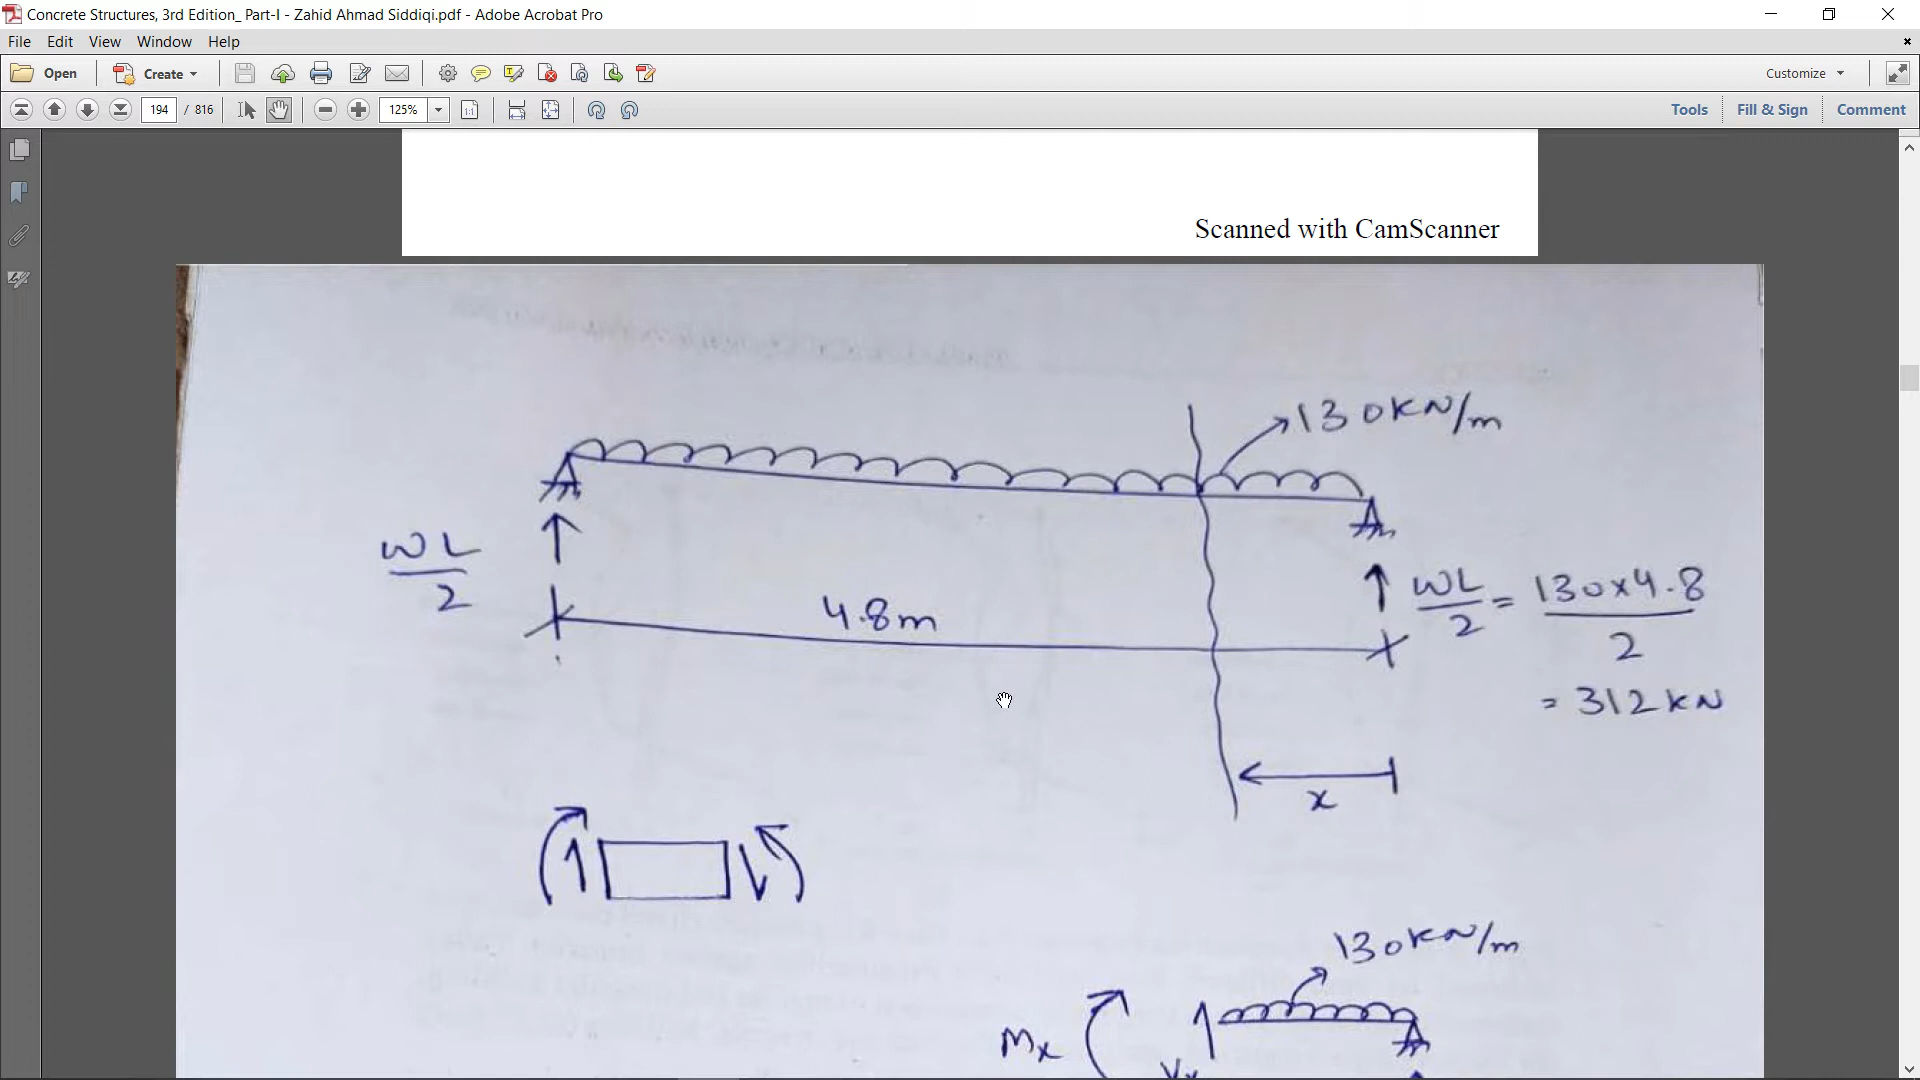 Concrete Structures, 3rd Edition_ Part-I - Zahid Ahmad Siddiqi.pdf - Adobe Acrobat Pro
File Edit View Window Help
Open Create Customize
194 / 816 125% Tools Fill & Sign Comment
Scanned with CamScanner
130KN/m
WL
2
4.8m
WL
2
= 130x4.8
2
= 312KN
x
130KN/m
Mx
Vx